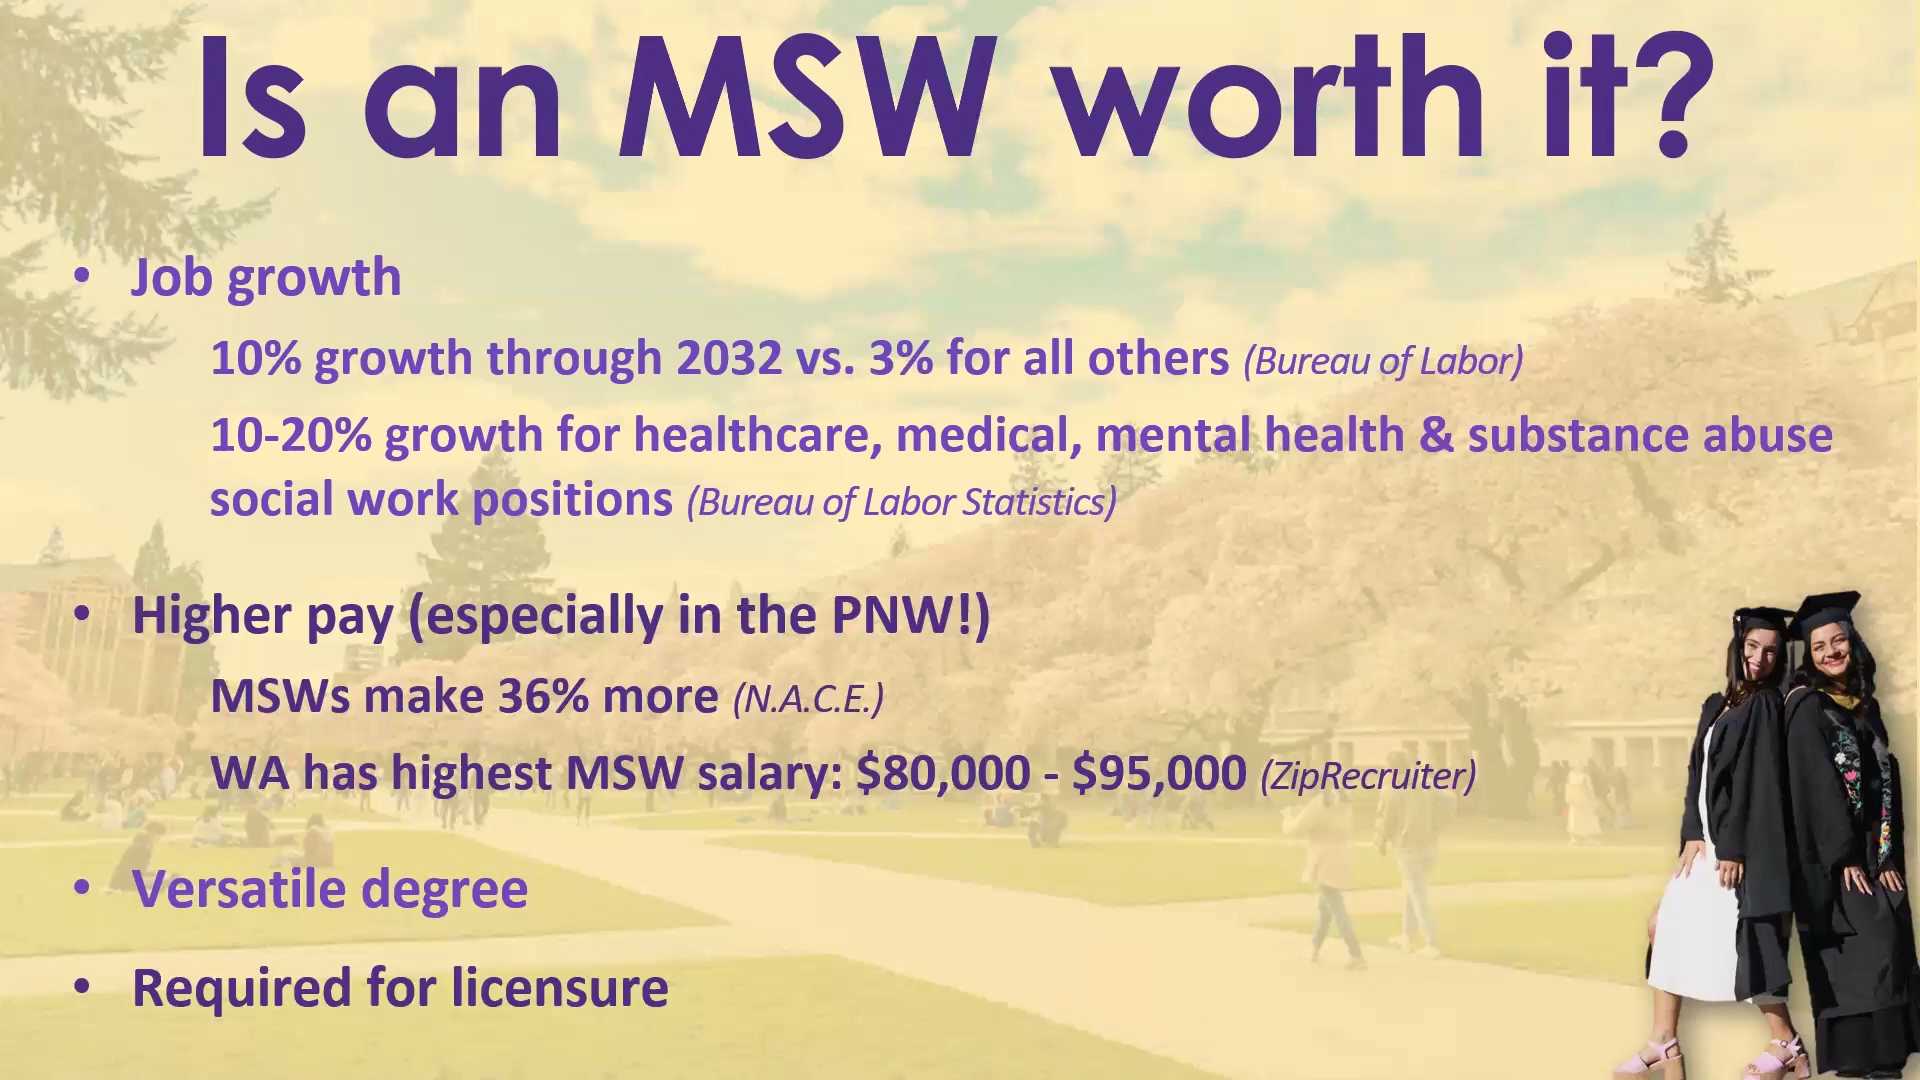 Is an MSW worth it?
• Job growth
10% growth through 2032 vs. 3% for all others (Bureau of Labor)
10-20% growth for healthcare, medical, mental health & substance abuse
social work positions (Bureau of Labor Statistics)
• Higher pay (especially in the PNW!)
MSWs make 36% more (N.A.C.E.)
WA has highest MSW salary: $80,000 - $95,000 (ZipRecruiter)
• Versatile degree
• Required for licensure